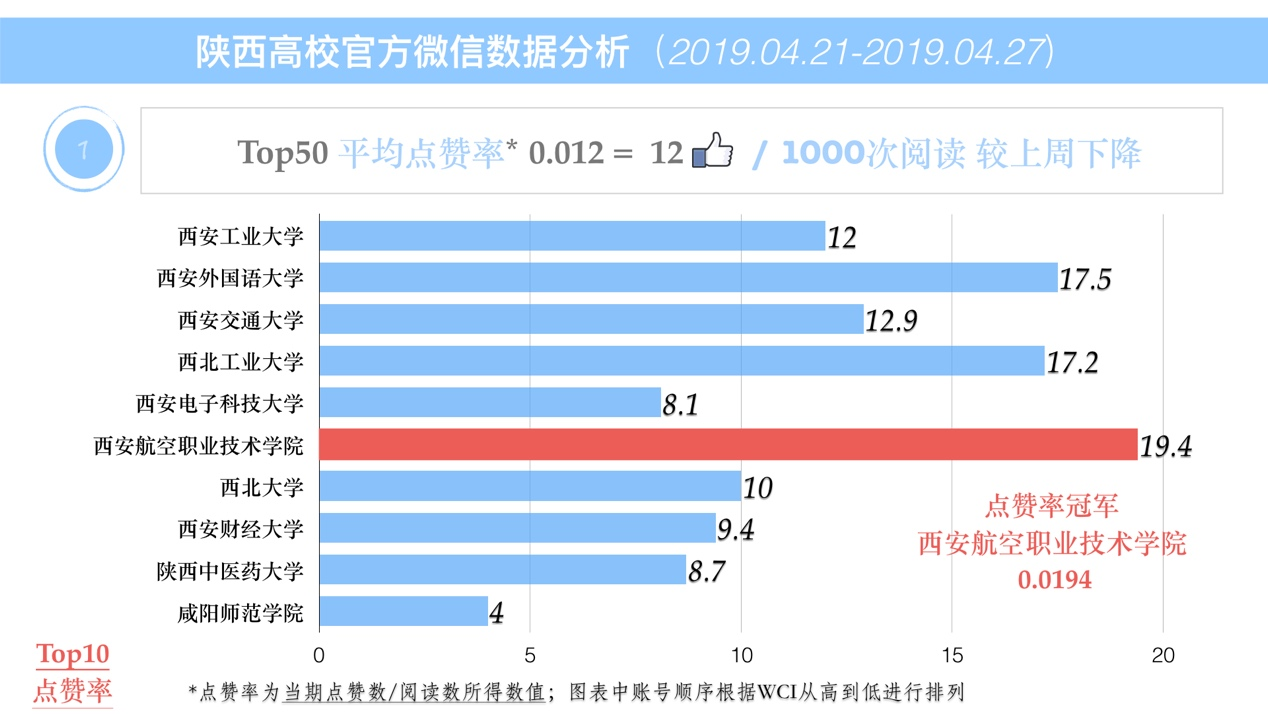 陕西高校官方微信数据分析（2019.04.21-2019.04.27）
1
Top50 平均点赞率* 0.012 = 12 / 1000次阅读 较上周下降
西安工业大学 12
西安外国语大学 17.5
西安交通大学 12.9
西北工业大学 17.2
西安电子科技大学 8.1
西安航空职业技术学院 19.4
西北大学 10
西安财经大学 9.4
陕西中医药大学 8.7
咸阳师范学院 4
点赞率冠军
西安航空职业技术学院
0.0194
0 5 10 15 20
Top10
点赞率
*点赞率为当期点赞数/阅读数所得数值；图表中账号顺序根据WCI从高到低进行排列